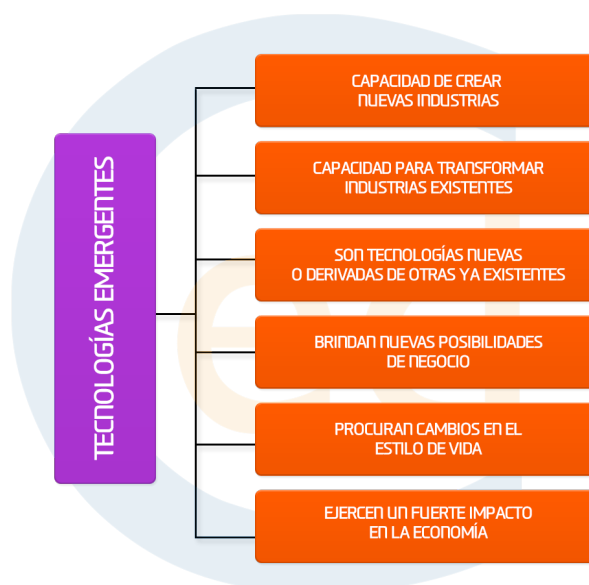 TECNOLOGÍAS EMERGENTES
CAPACIDAD DE CREAR
NUEVAS INDUSTRIAS
CAPACIDAD PARA TRANSFORMAR
INDUSTRIAS EXISTENTES
SON TECNOLOGÍAS NUEVAS
O DERIVADAS DE OTRAS YA EXISTENTES
BRINDAN NUEVAS POSIBILIDADES
DE NEGOCIO
PROCURAN CAMBIOS EN EL
ESTILO DE VIDA
EJERCEN UN FUERTE IMPACTO
EN LA ECONOMÍA